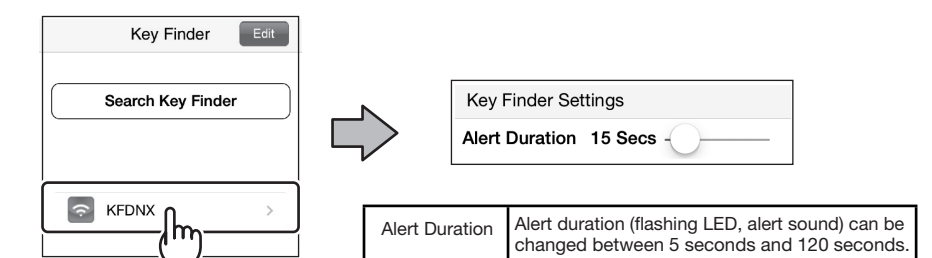 Key Finder
Edit
Search Key Finder
KFDNX
Key Finder Settings
Alert Duration 15 Secs
Alert Duration
Alert duration (flashing LED, alert sound) can be
changed between 5 seconds and 120 seconds.